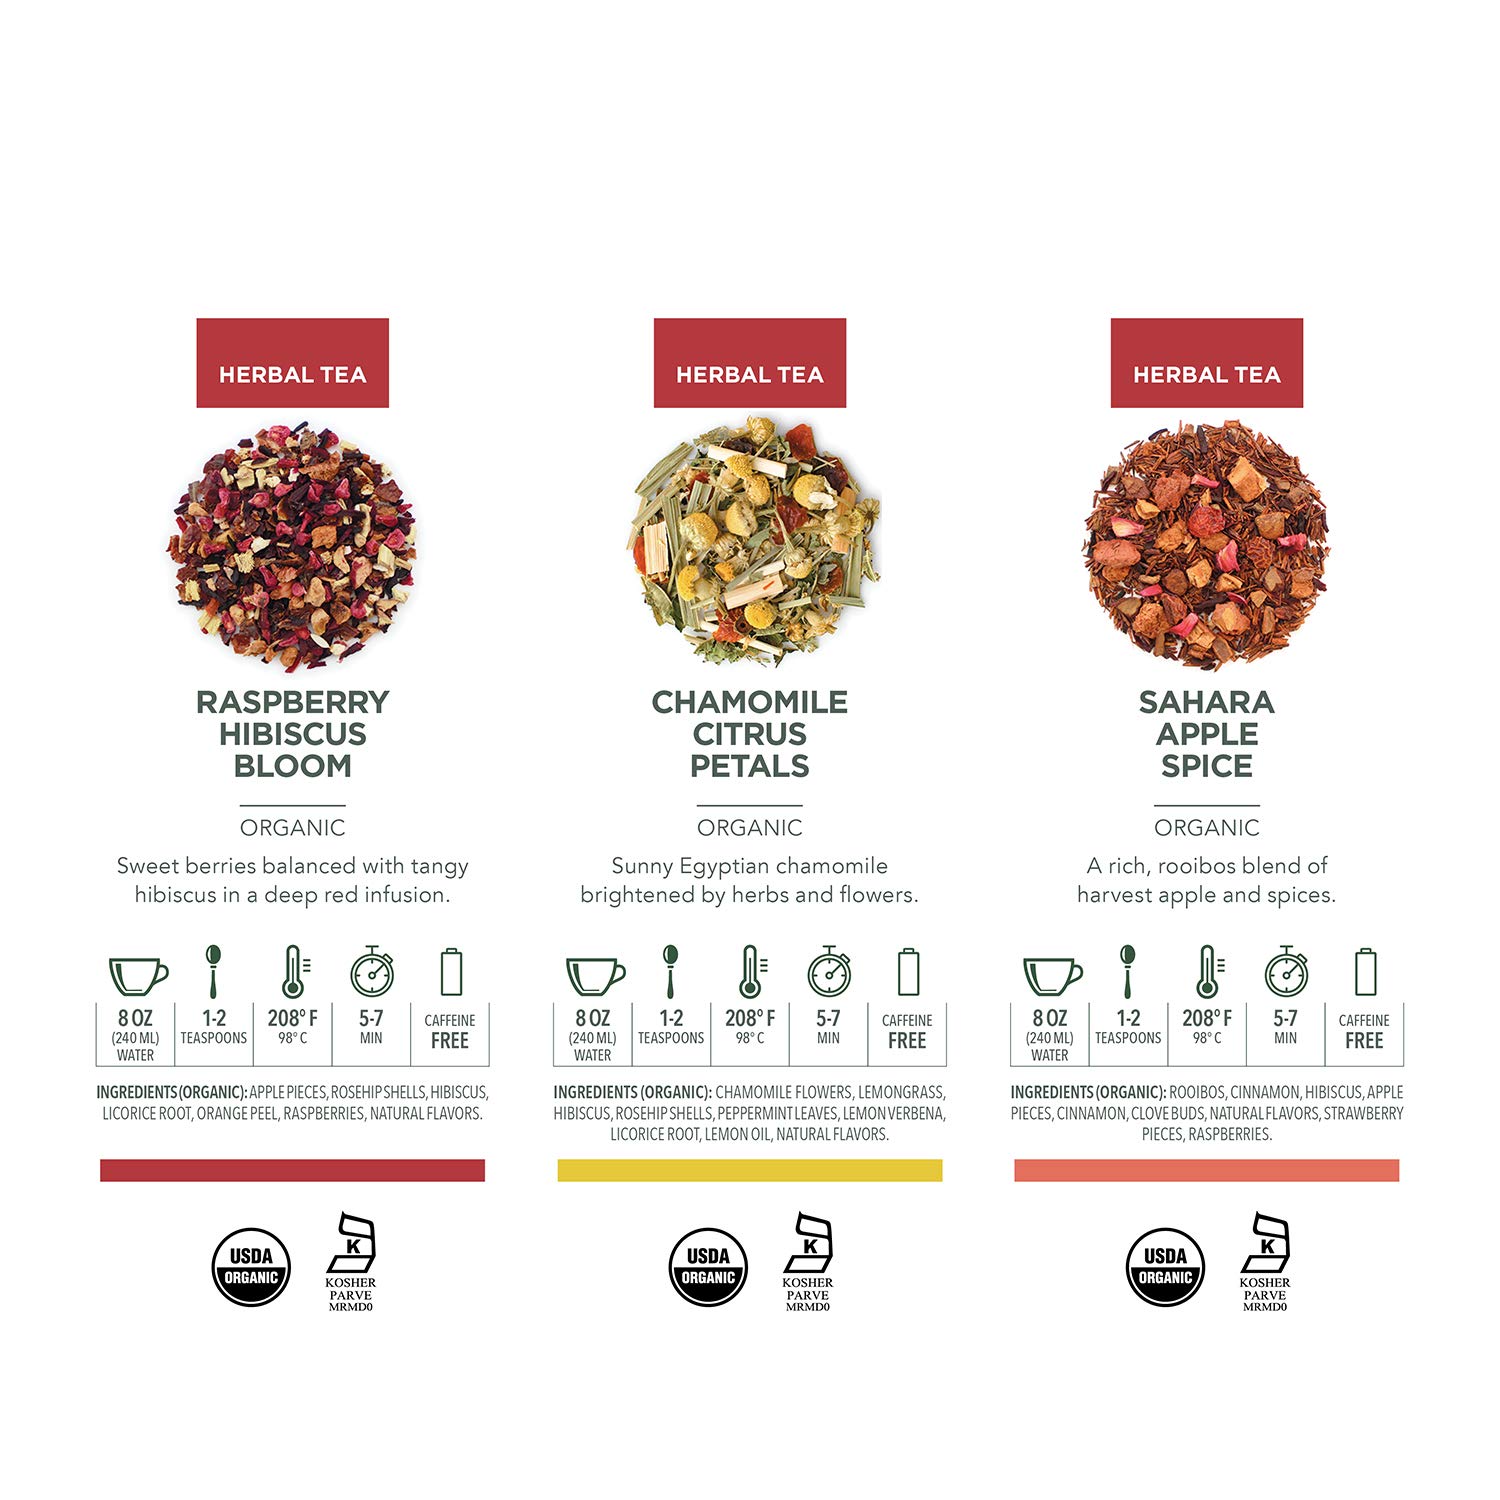 HERBAL TEA
RASPBERRY
HIBISCUS
BLOOM
ORGANIC
Sweet berries balanced with tangy
hibiscus in a deep red infusion.
8 OZ
(240 ML)
WATER
1-2
TEASPOONS
208° F
98° C
5-7
MIN
CAFFEINE
FREE
INGREDIENTS (ORGANIC): APPLE PIECES, ROSEHIP SHELLS, HIBISCUS,
LICORICE ROOT, ORANGE PEEL, RASPBERRIES, NATURAL FLAVORS.
USDA
ORGANIC
K
KOSHER
PARVE
MRMD0
HERBAL TEA
CHAMOMILE
CITRUS
PETALS
ORGANIC
Sunny Egyptian chamomile
brightened by herbs and flowers.
8 OZ
(240 ML)
WATER
1-2
TEASPOONS
208° F
98° C
5-7
MIN
CAFFEINE
FREE
INGREDIENTS (ORGANIC): CHAMOMILE FLOWERS, LEMONGRASS,
HIBISCUS, ROSEHIP SHELLS, PEPPERMINT LEAVES, LEMON VERBENA,
LICORICE ROOT, LEMON OIL, NATURAL FLAVORS.
USDA
ORGANIC
K
KOSHER
PARVE
MRMD0
HERBAL TEA
SAHARA
APPLE
SPICE
ORGANIC
A rich, rooibos blend of
harvest apple and spices.
8 OZ
(240 ML)
WATER
1-2
TEASPOONS
208° F
98° C
5-7
MIN
CAFFEINE
FREE
INGREDIENTS (ORGANIC): ROOIBOS, CINNAMON, HIBISCUS, APPLE
PIECES, CINNAMON, CLOVE BUDS, NATURAL FLAVORS, STRAWBERRY
PIECES, RASPBERRIES.
USDA
ORGANIC
K
KOSHER
PARVE
MRMD0